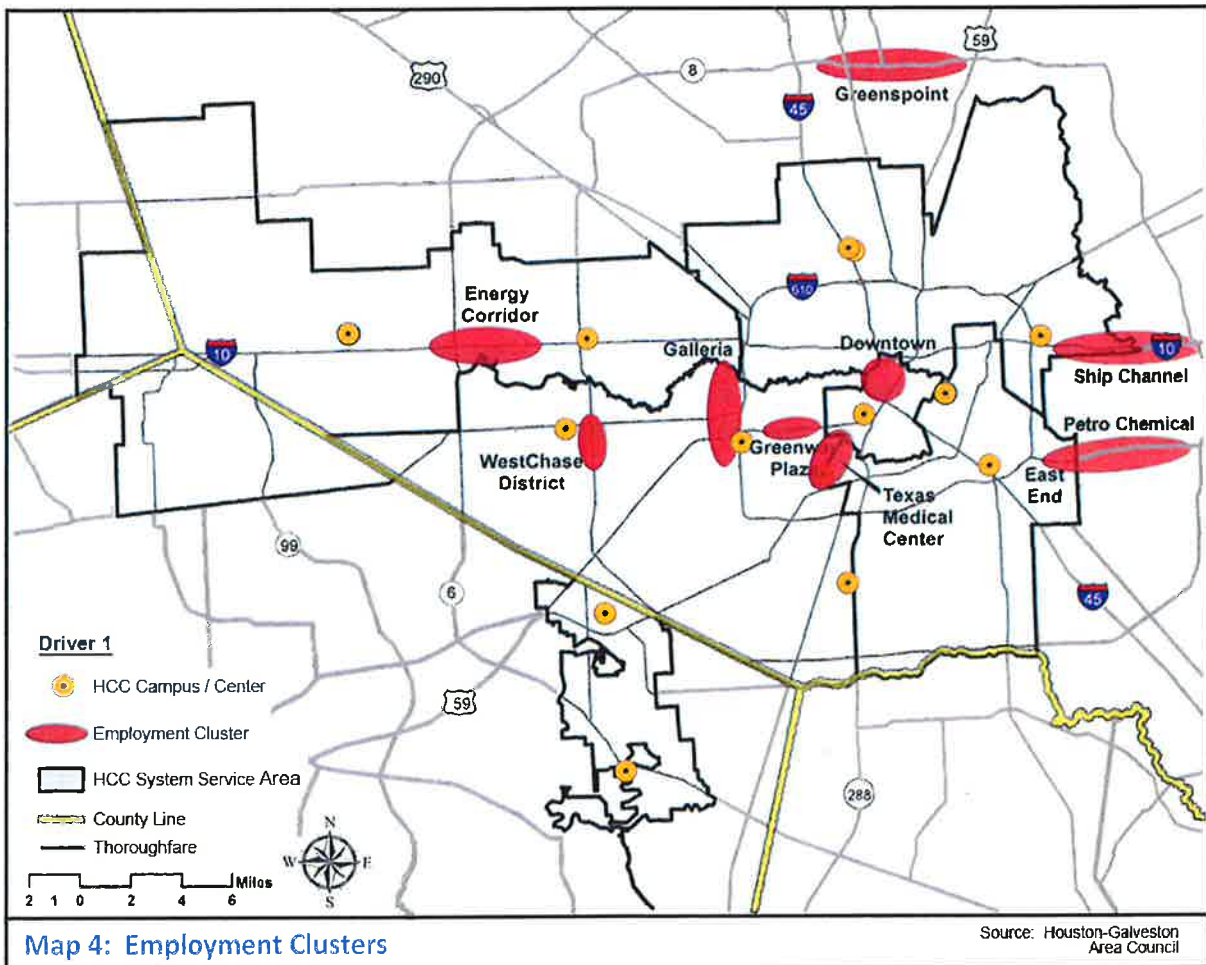 59
290
8
Greenspoint
45
Energy
Corridor
610
10
Galleria
Downtown
10
Ship Channel
Petro Chemical
WestChase
District
Greenway
Plaz
East
End
Texas
Medical
Center
99
6
45
59
288
Driver 1
HCC Campus / Center
Employment Cluster
HCC System Service Area
County Line
Thoroughfare
N
W
E
S
2 1 0 2 4 6 Miles
Map 4: Employment Clusters
Source: Houston-Galveston
Area Council